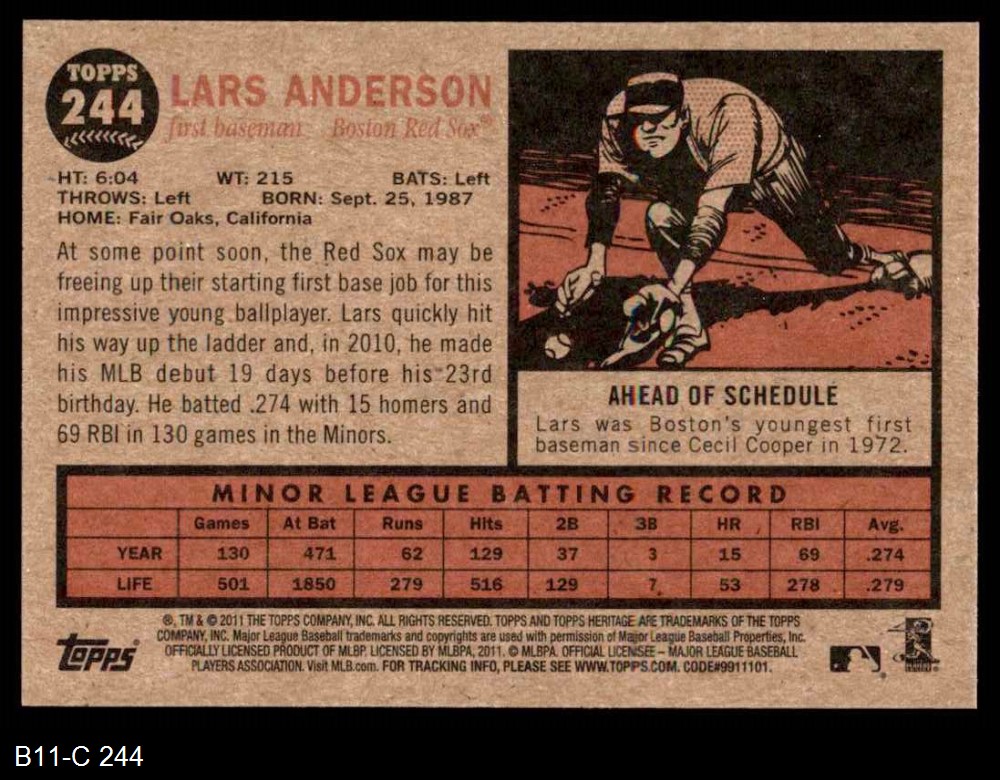 TOPPS
244
LARS ANDERSON
first baseman Boston Red Sox®
HT: 6:04 WT: 215 BATS: Left
THROWS: Left BORN: Sept. 25, 1987
HOME: Fair Oaks, California
At some point soon, the Red Sox may be
freeing up their starting first base job for this
impressive young ballplayer. Lars quickly hit
his way up the ladder and, in 2010, he made
his MLB debut 19 days before his 23rd
birthday. He batted .274 with 15 homers and
69 RBI in 130 games in the Minors.
AHEAD OF SCHEDULE
Lars was Boston's youngest first
baseman since Cecil Cooper in 1972.
MINOR LEAGUE BATTING RECORD
Games At Bat Runs Hits 2B 3B HR RBI Avg.
YEAR 130 471 62 129 37 3 15 69 .274
LIFE 501 1850 279 516 129 7 53 278 .279
®, TM & © 2011 THE TOPPS COMPANY, INC. ALL RIGHTS RESERVED. TOPPS AND TOPPS HERITAGE ARE TRADEMARKS OF THE TOPPS
COMPANY, INC. Major League Baseball trademarks and copyrights are used with permission of Major League Baseball Properties, Inc.
OFFICIALLY LICENSED PRODUCT OF MLBP. LICENSED BY MLBPA, 2011. © MLBPA. OFFICIAL LICENSEE – MAJOR LEAGUE BASEBALL
PLAYERS ASSOCIATION. Visit MLB.com. FOR TRACKING INFO, PLEASE SEE WWW.TOPPS.COM. CODE#9911101.
Topps
B11-C 244